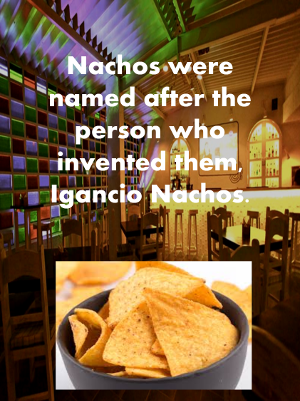 Nachos were
named after the
person who
invented them,
Igancio Nachos.